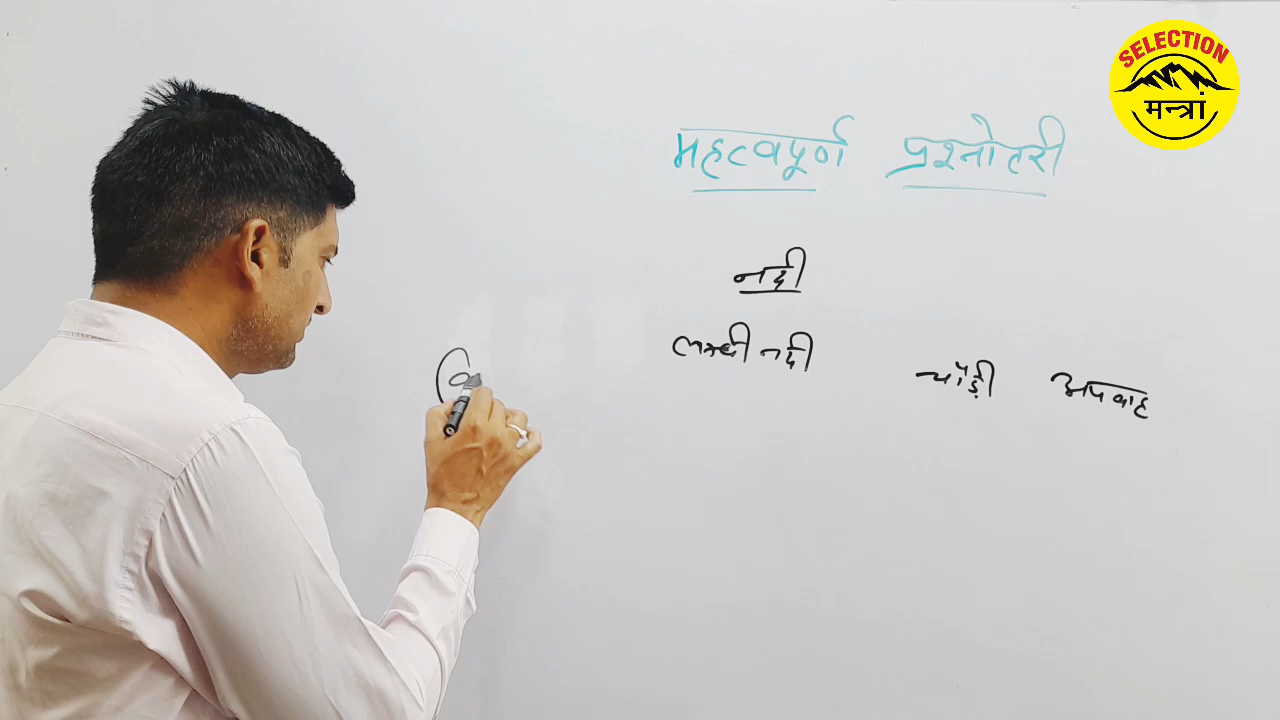 SELECTION
मन्त्रां
महत्वपूर्ण प्रश्नोतरी
नदी
लम्बी नदी
चौड़ी अपवाह
वि